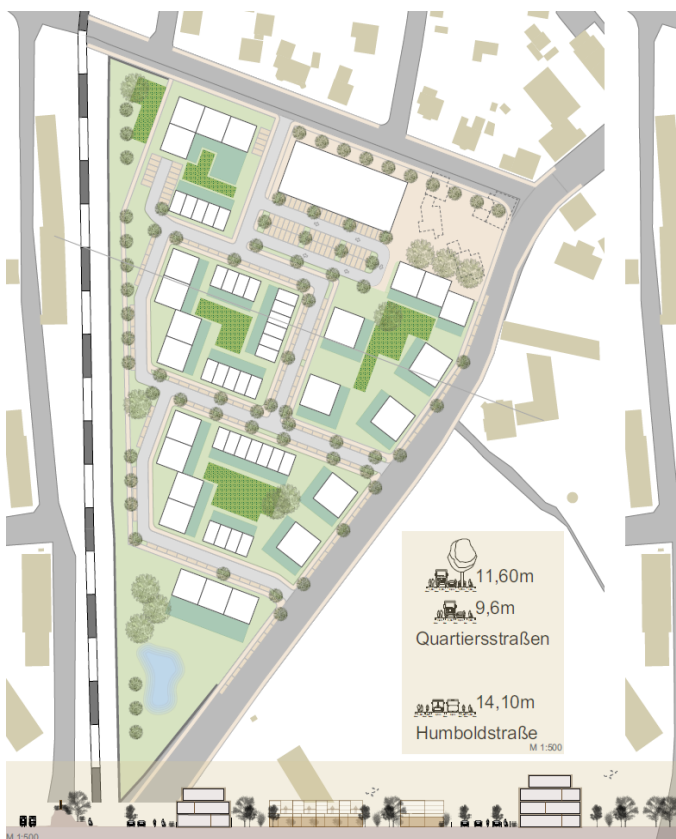 11,60m
9,6m
Quartiersstraßen
14,10m
Humboldstraße
M 1:500
M 1:500